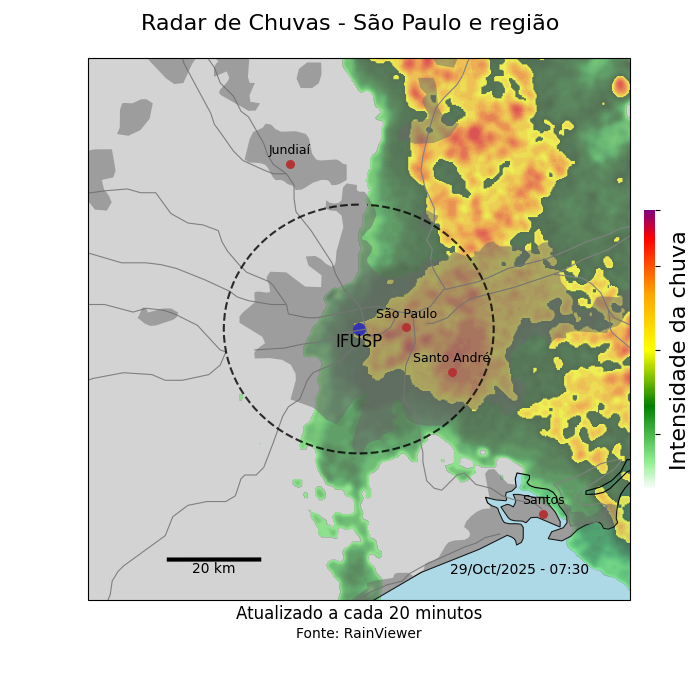 Radar de Chuvas - São Paulo e região
Jundiaí
São Paulo
IFUSP
Santo André
Santos
20 km
29/Oct/2025 - 07:30
Intensidade da chuva
Atualizado a cada 20 minutos
Fonte: RainViewer